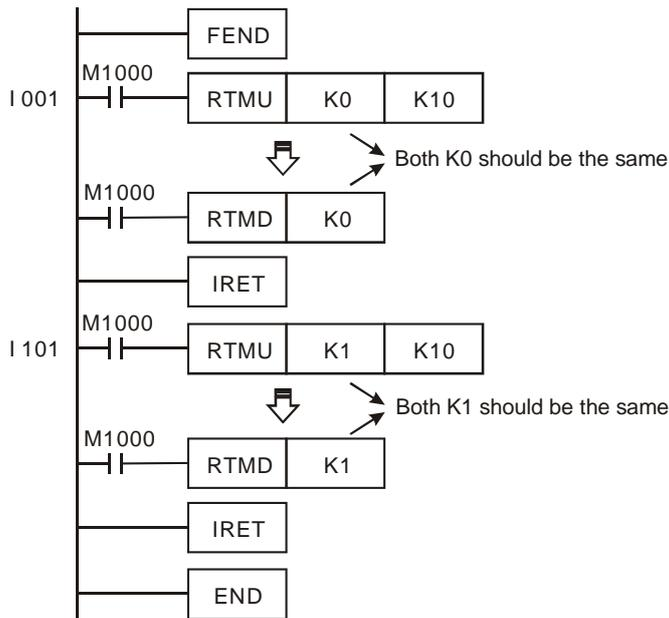 FEND
M1000
I 001 RTMU K0 K10
Both K0 should be the same
M1000
RTMD K0
IRET
M1000
I 101 RTMU K1 K10
Both K1 should be the same
M1000
RTMD K1
IRET
END